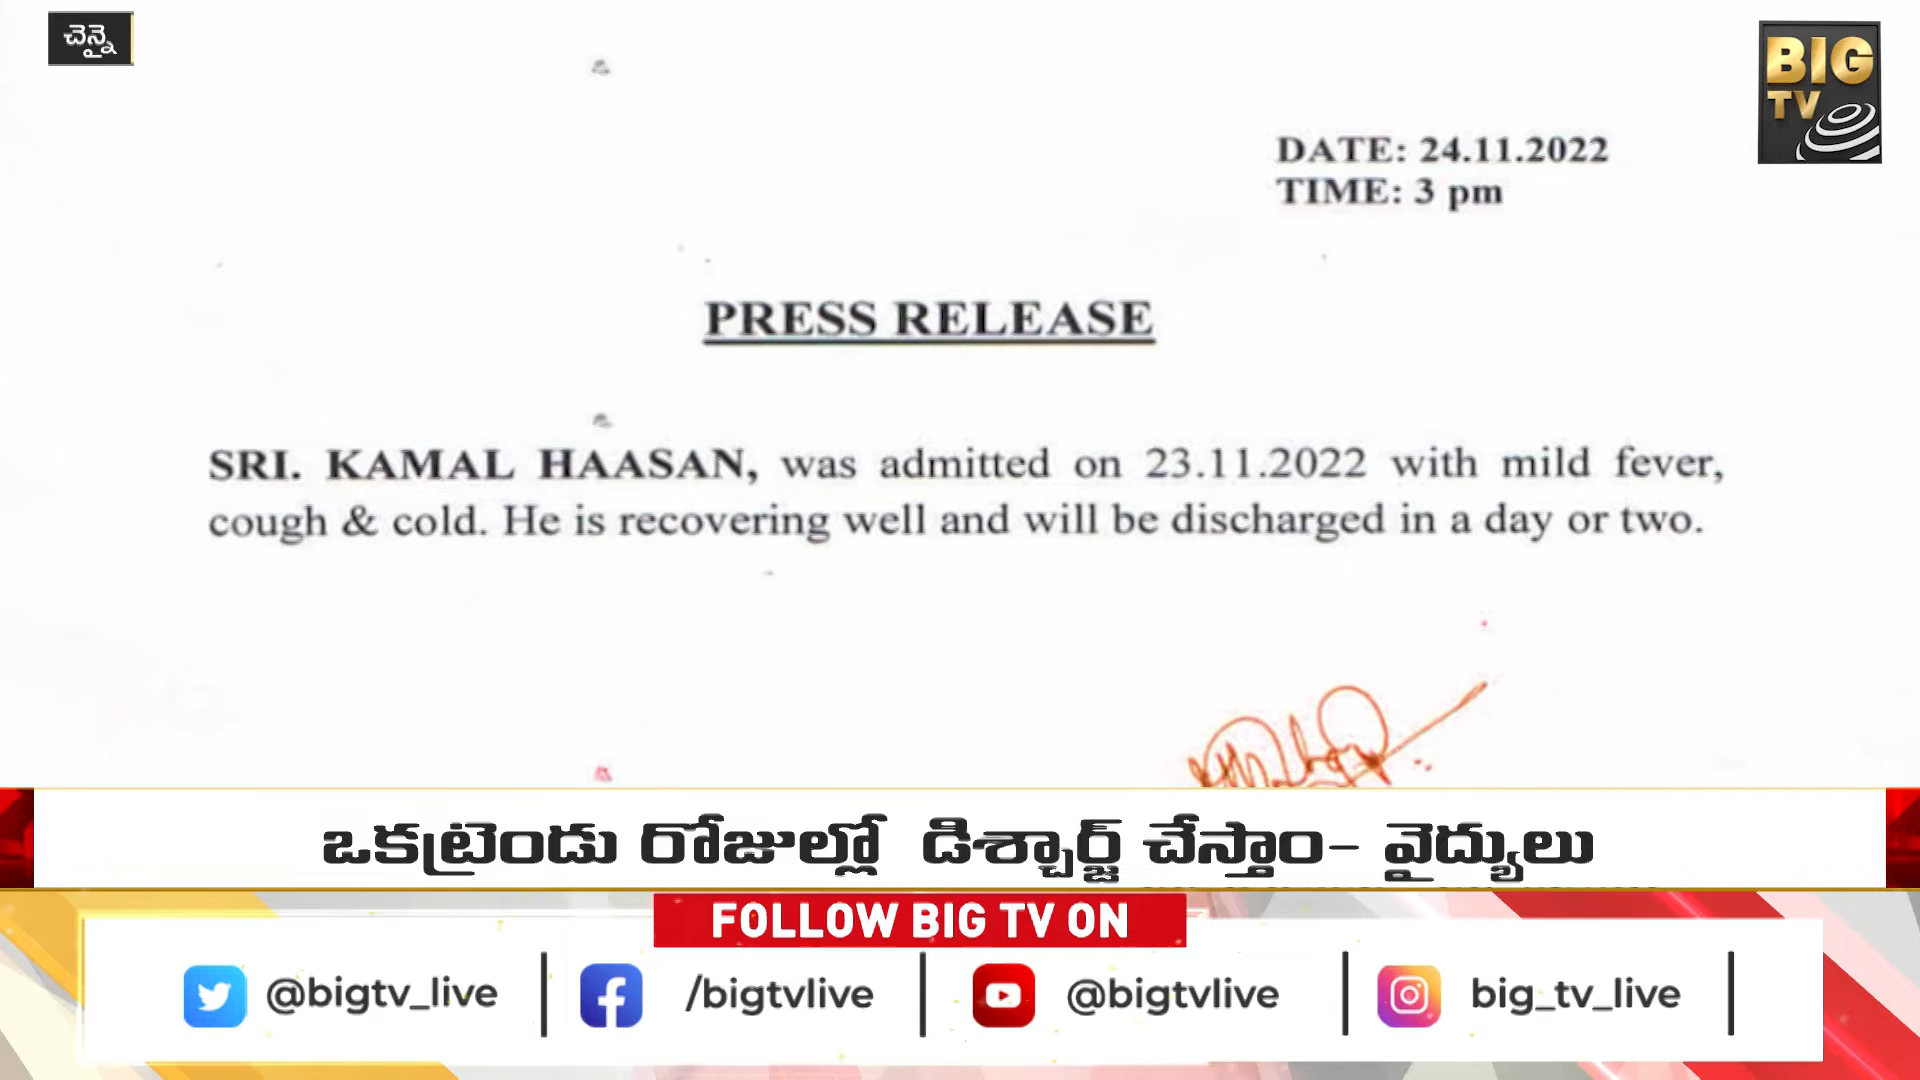 చెన్నై
BIG
TV
DATE: 24.11.2022
TIME: 3 pm
PRESS RELEASE
SRI. KAMAL HAASAN, was admitted on 23.11.2022 with mild fever,
cough & cold. He is recovering well and will be discharged in a day or two.
ఒకట్రెండు రోజుల్లో డిశ్చార్జ్ చేస్తాం- వైద్యులు
FOLLOW BIG TV ON
@bigtv_live
/bigtvlive
@bigtvlive
big_tv_live